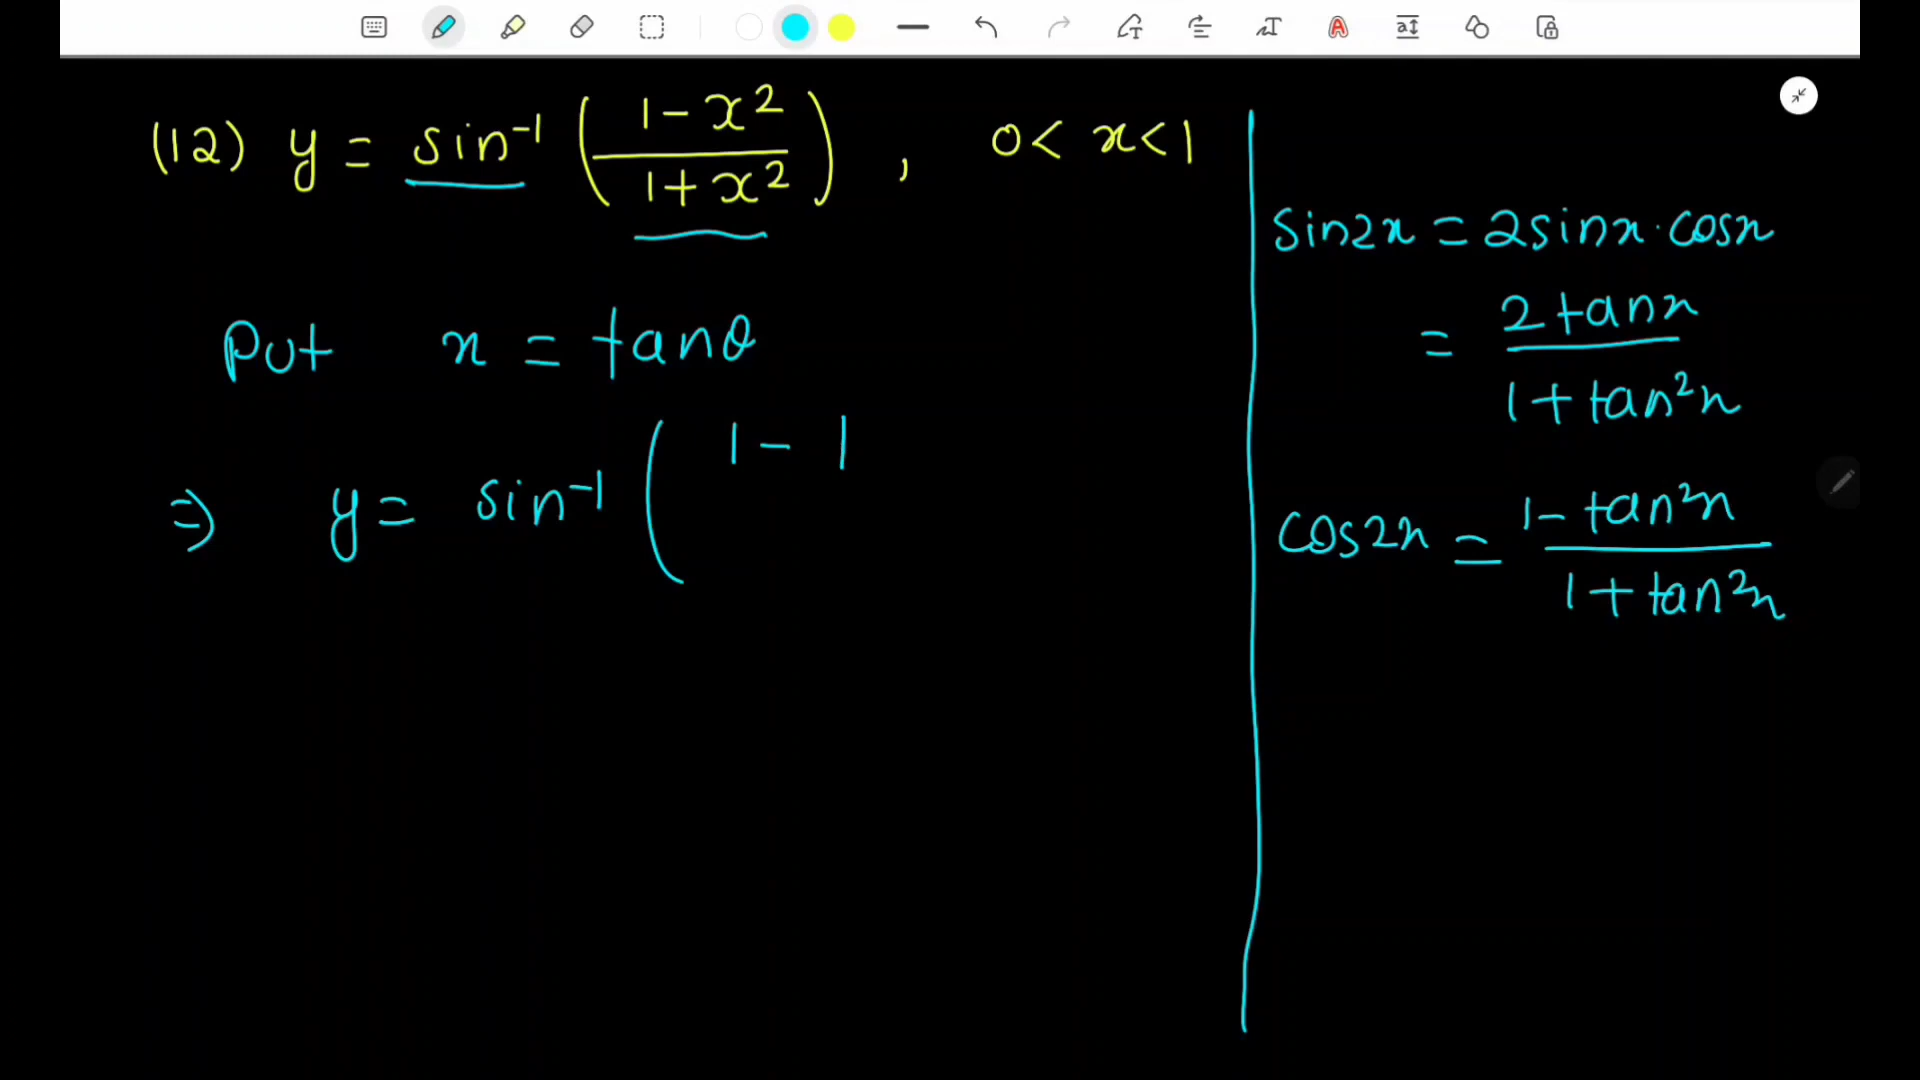 (12) y = sin⁻¹ ( (1 - x²) / (1 + x²) ) , 0 < x < 1
Put x = tanθ
⇒ y = sin⁻¹ ( 1 - 1
sin2x = 2sinx·cosx
= 2tanx / (1 + tan²x)
cos2x = (1 - tan²x) / (1 + tan²x)